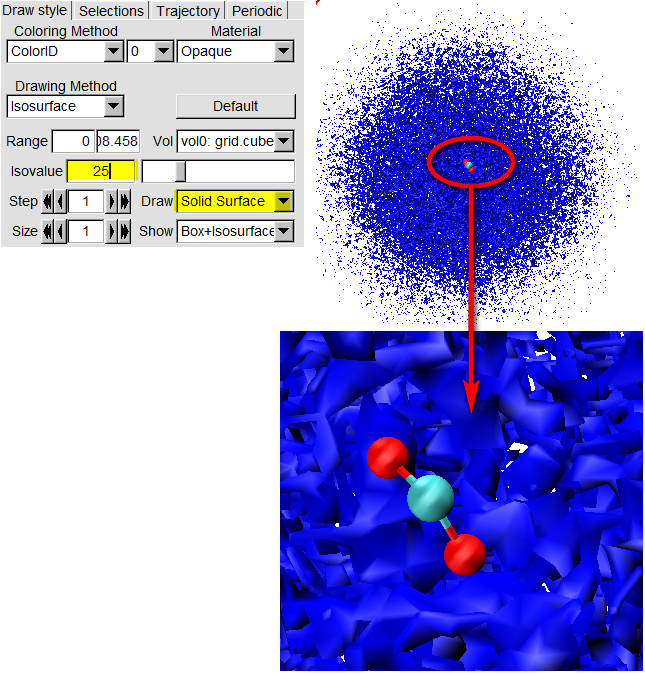 Draw style Selections Trajectory Periodic
Coloring Method Material
ColorID 0 Opaque
Drawing Method
Isosurface Default
Range 0 08.458 Vol vol0: grid.cube
Isovalue 25
Step 1 Draw Solid Surface
Size 1 Show Box+Isosurface